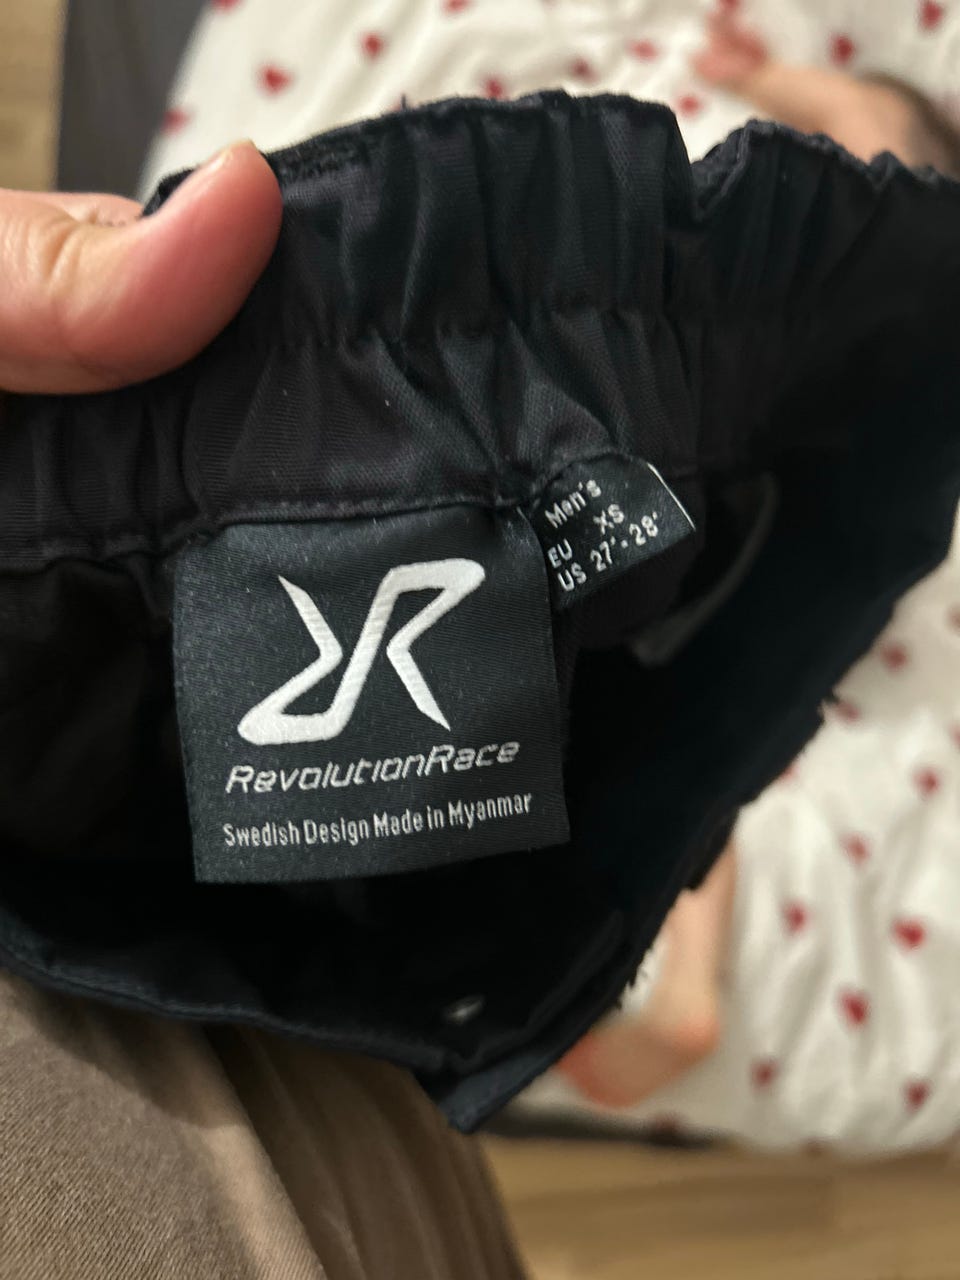 Men's
EU XS
US 27"-28"
RevolutionRace
Swedish Design Made in Myanmar